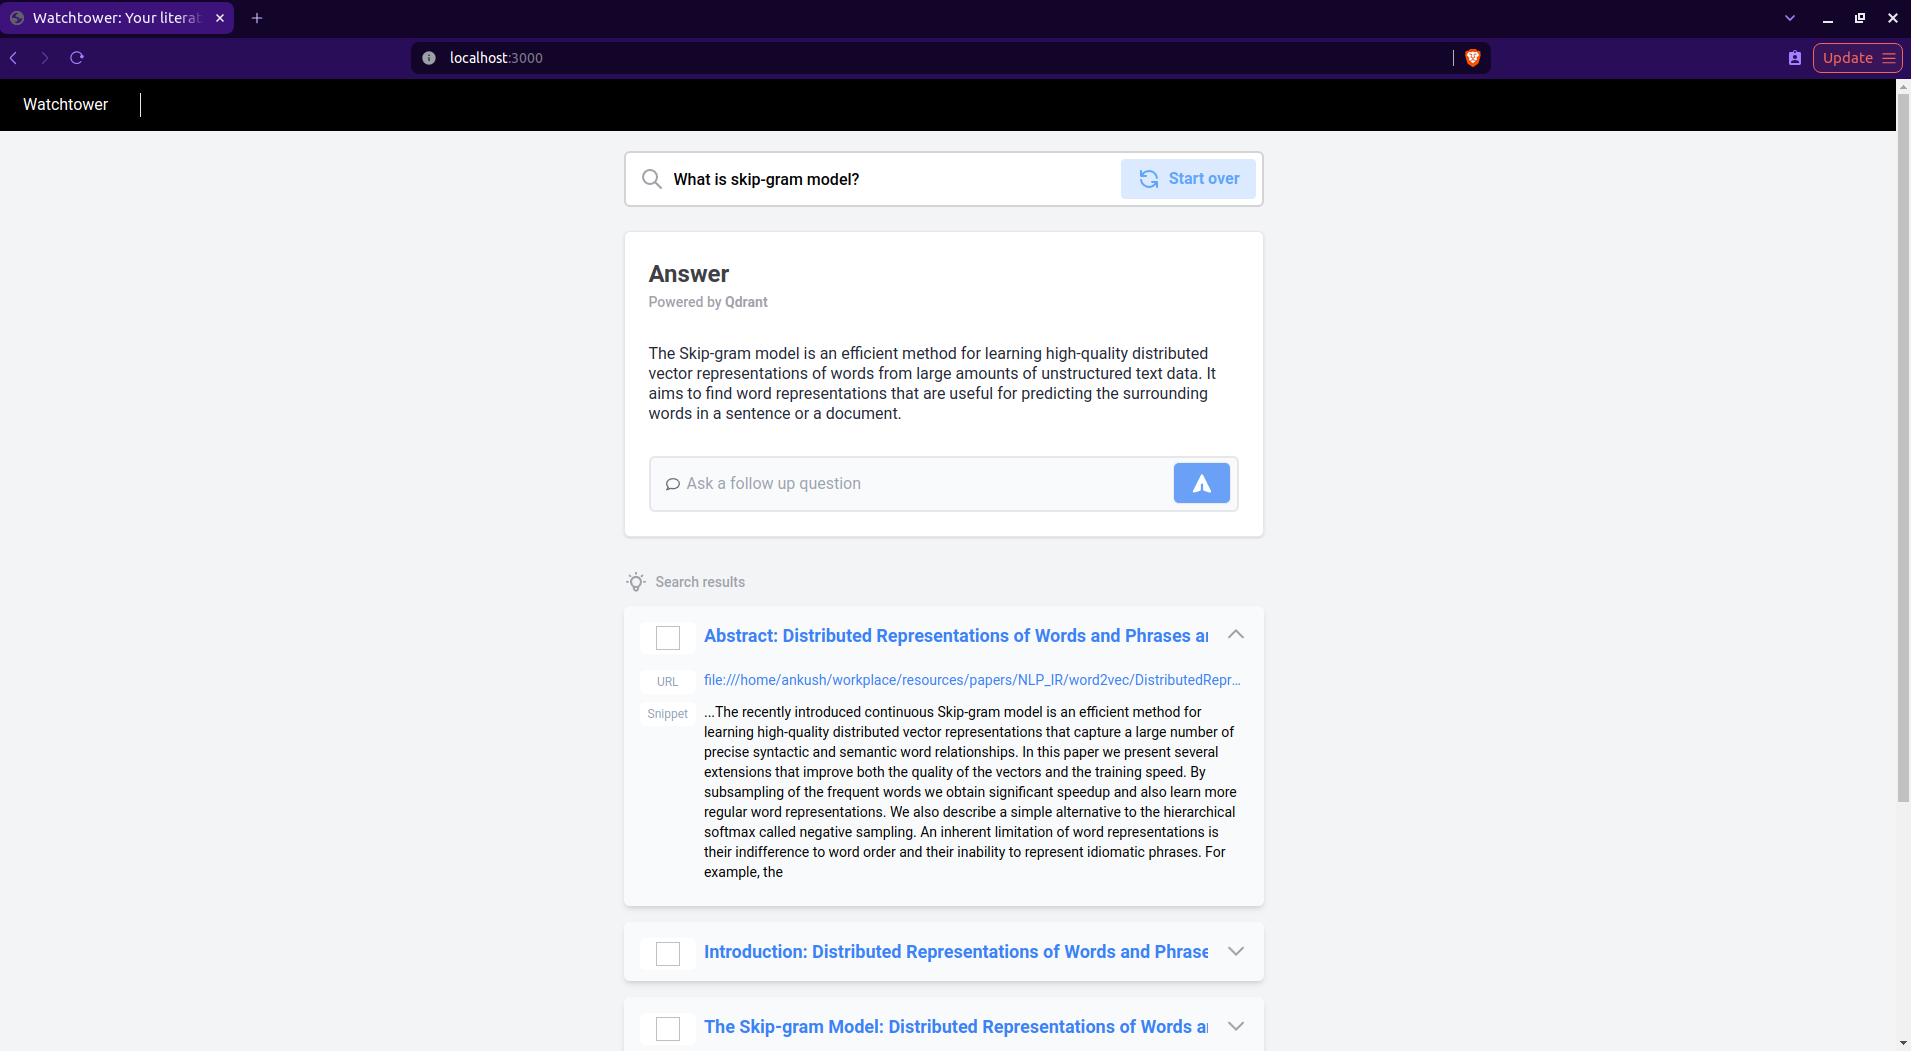 Watchtower: Your literat
localhost:3000
Update
Watchtower
What is skip-gram model?
Start over
Answer
Powered by Qdrant
The Skip-gram model is an efficient method for learning high-quality distributed
vector representations of words from large amounts of unstructured text data. It
aims to find word representations that are useful for predicting the surrounding
words in a sentence or a document.
Ask a follow up question
Search results
Abstract: Distributed Representations of Words and Phrases ar
URL
file:///home/ankush/workplace/resources/papers/NLP_IR/word2vec/DistributedRepr...
Snippet
...The recently introduced continuous Skip-gram model is an efficient method for
learning high-quality distributed vector representations that capture a large number of
precise syntactic and semantic word relationships. In this paper we present several
extensions that improve both the quality of the vectors and the training speed. By
subsampling of the frequent words we obtain significant speedup and also learn more
regular word representations. We also describe a simple alternative to the hierarchical
softmax called negative sampling. An inherent limitation of word representations is
their indifference to word order and their inability to represent idiomatic phrases. For
example, the
Introduction: Distributed Representations of Words and Phrase
The Skip-gram Model: Distributed Representations of Words a